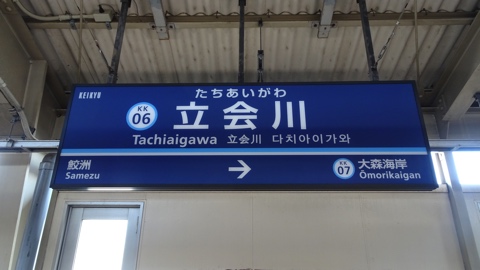 KEIKYU
たちあいがわ
KK 06 立会川
Tachiaigawa 立会川 다치아이가와
鮫洲 → KK 07 大森海岸
Samezu Ōmorikaigan